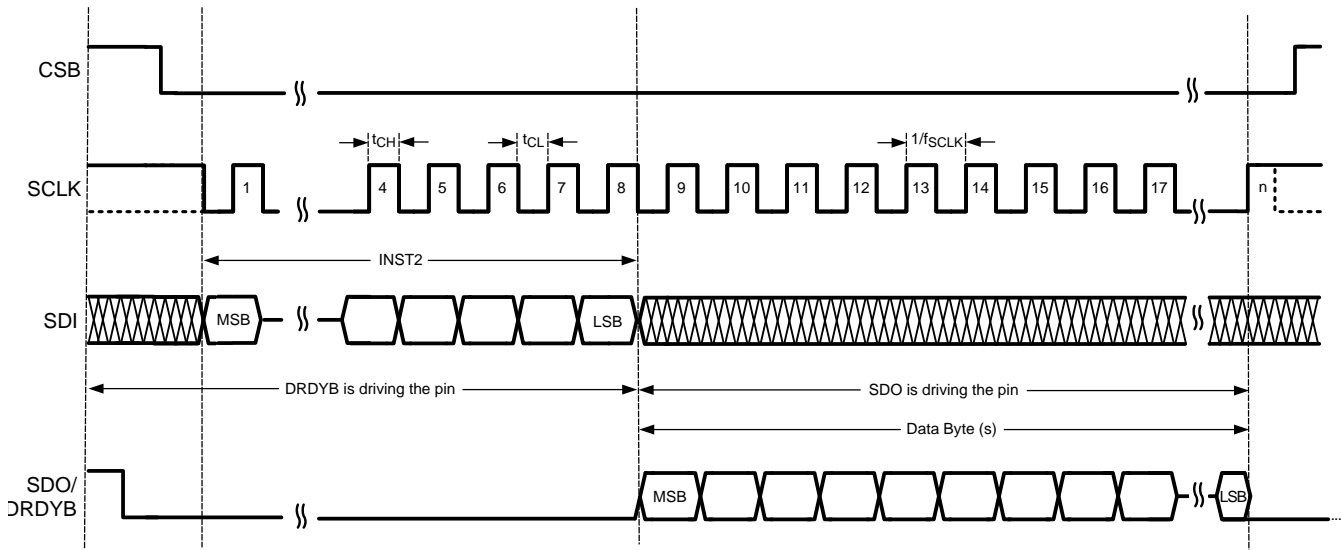 CSB
tCH
tCL
1/fSCLK
SCLK
1
4
5
6
7
8
9
10
11
12
13
14
15
16
17
n
INST2
SDI
MSB
LSB
DRDYB is driving the pin
SDO is driving the pin
Data Byte (s)
SDO/
DRDYB
MSB
LSB